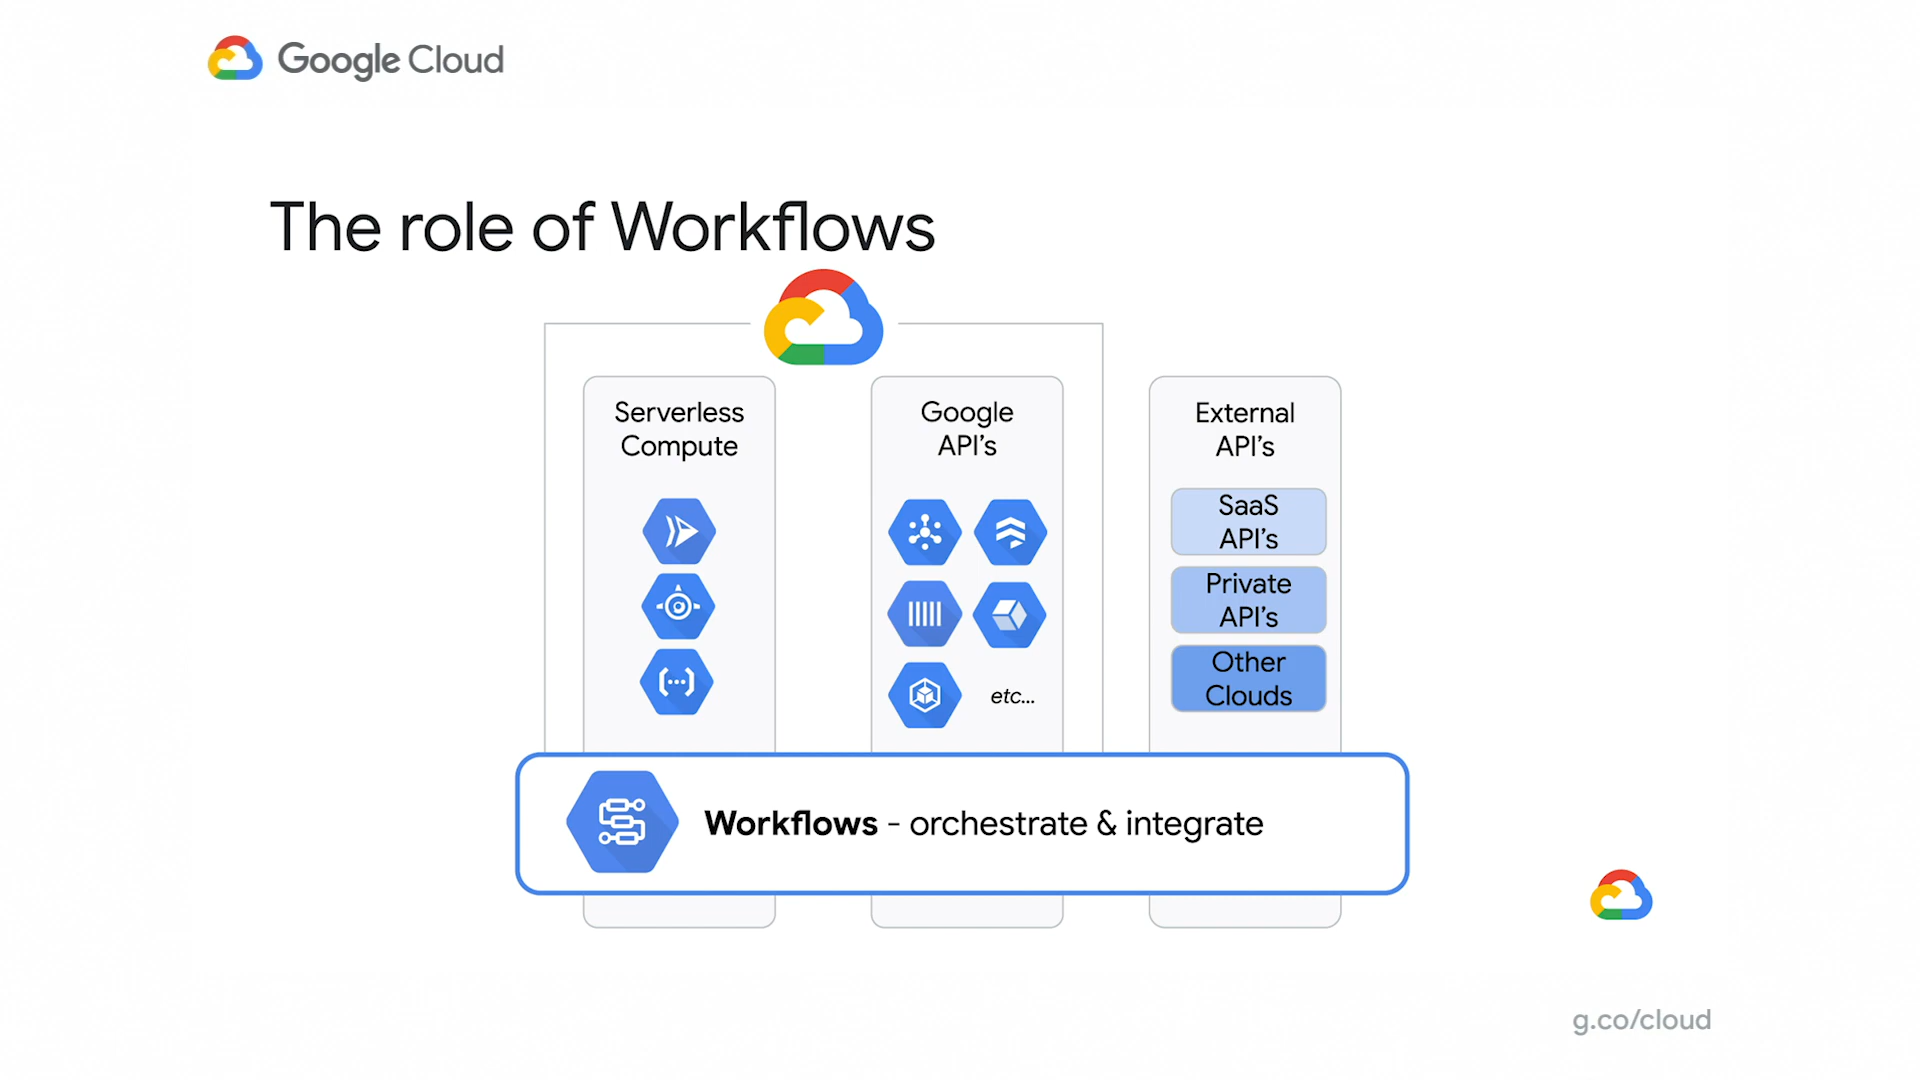 Google Cloud
The role of Workflows
Serverless
Compute
Google
API's
etc...
External
API's
SaaS
API's
Private
API's
Other
Clouds
Workflows - orchestrate & integrate
g.co/cloud